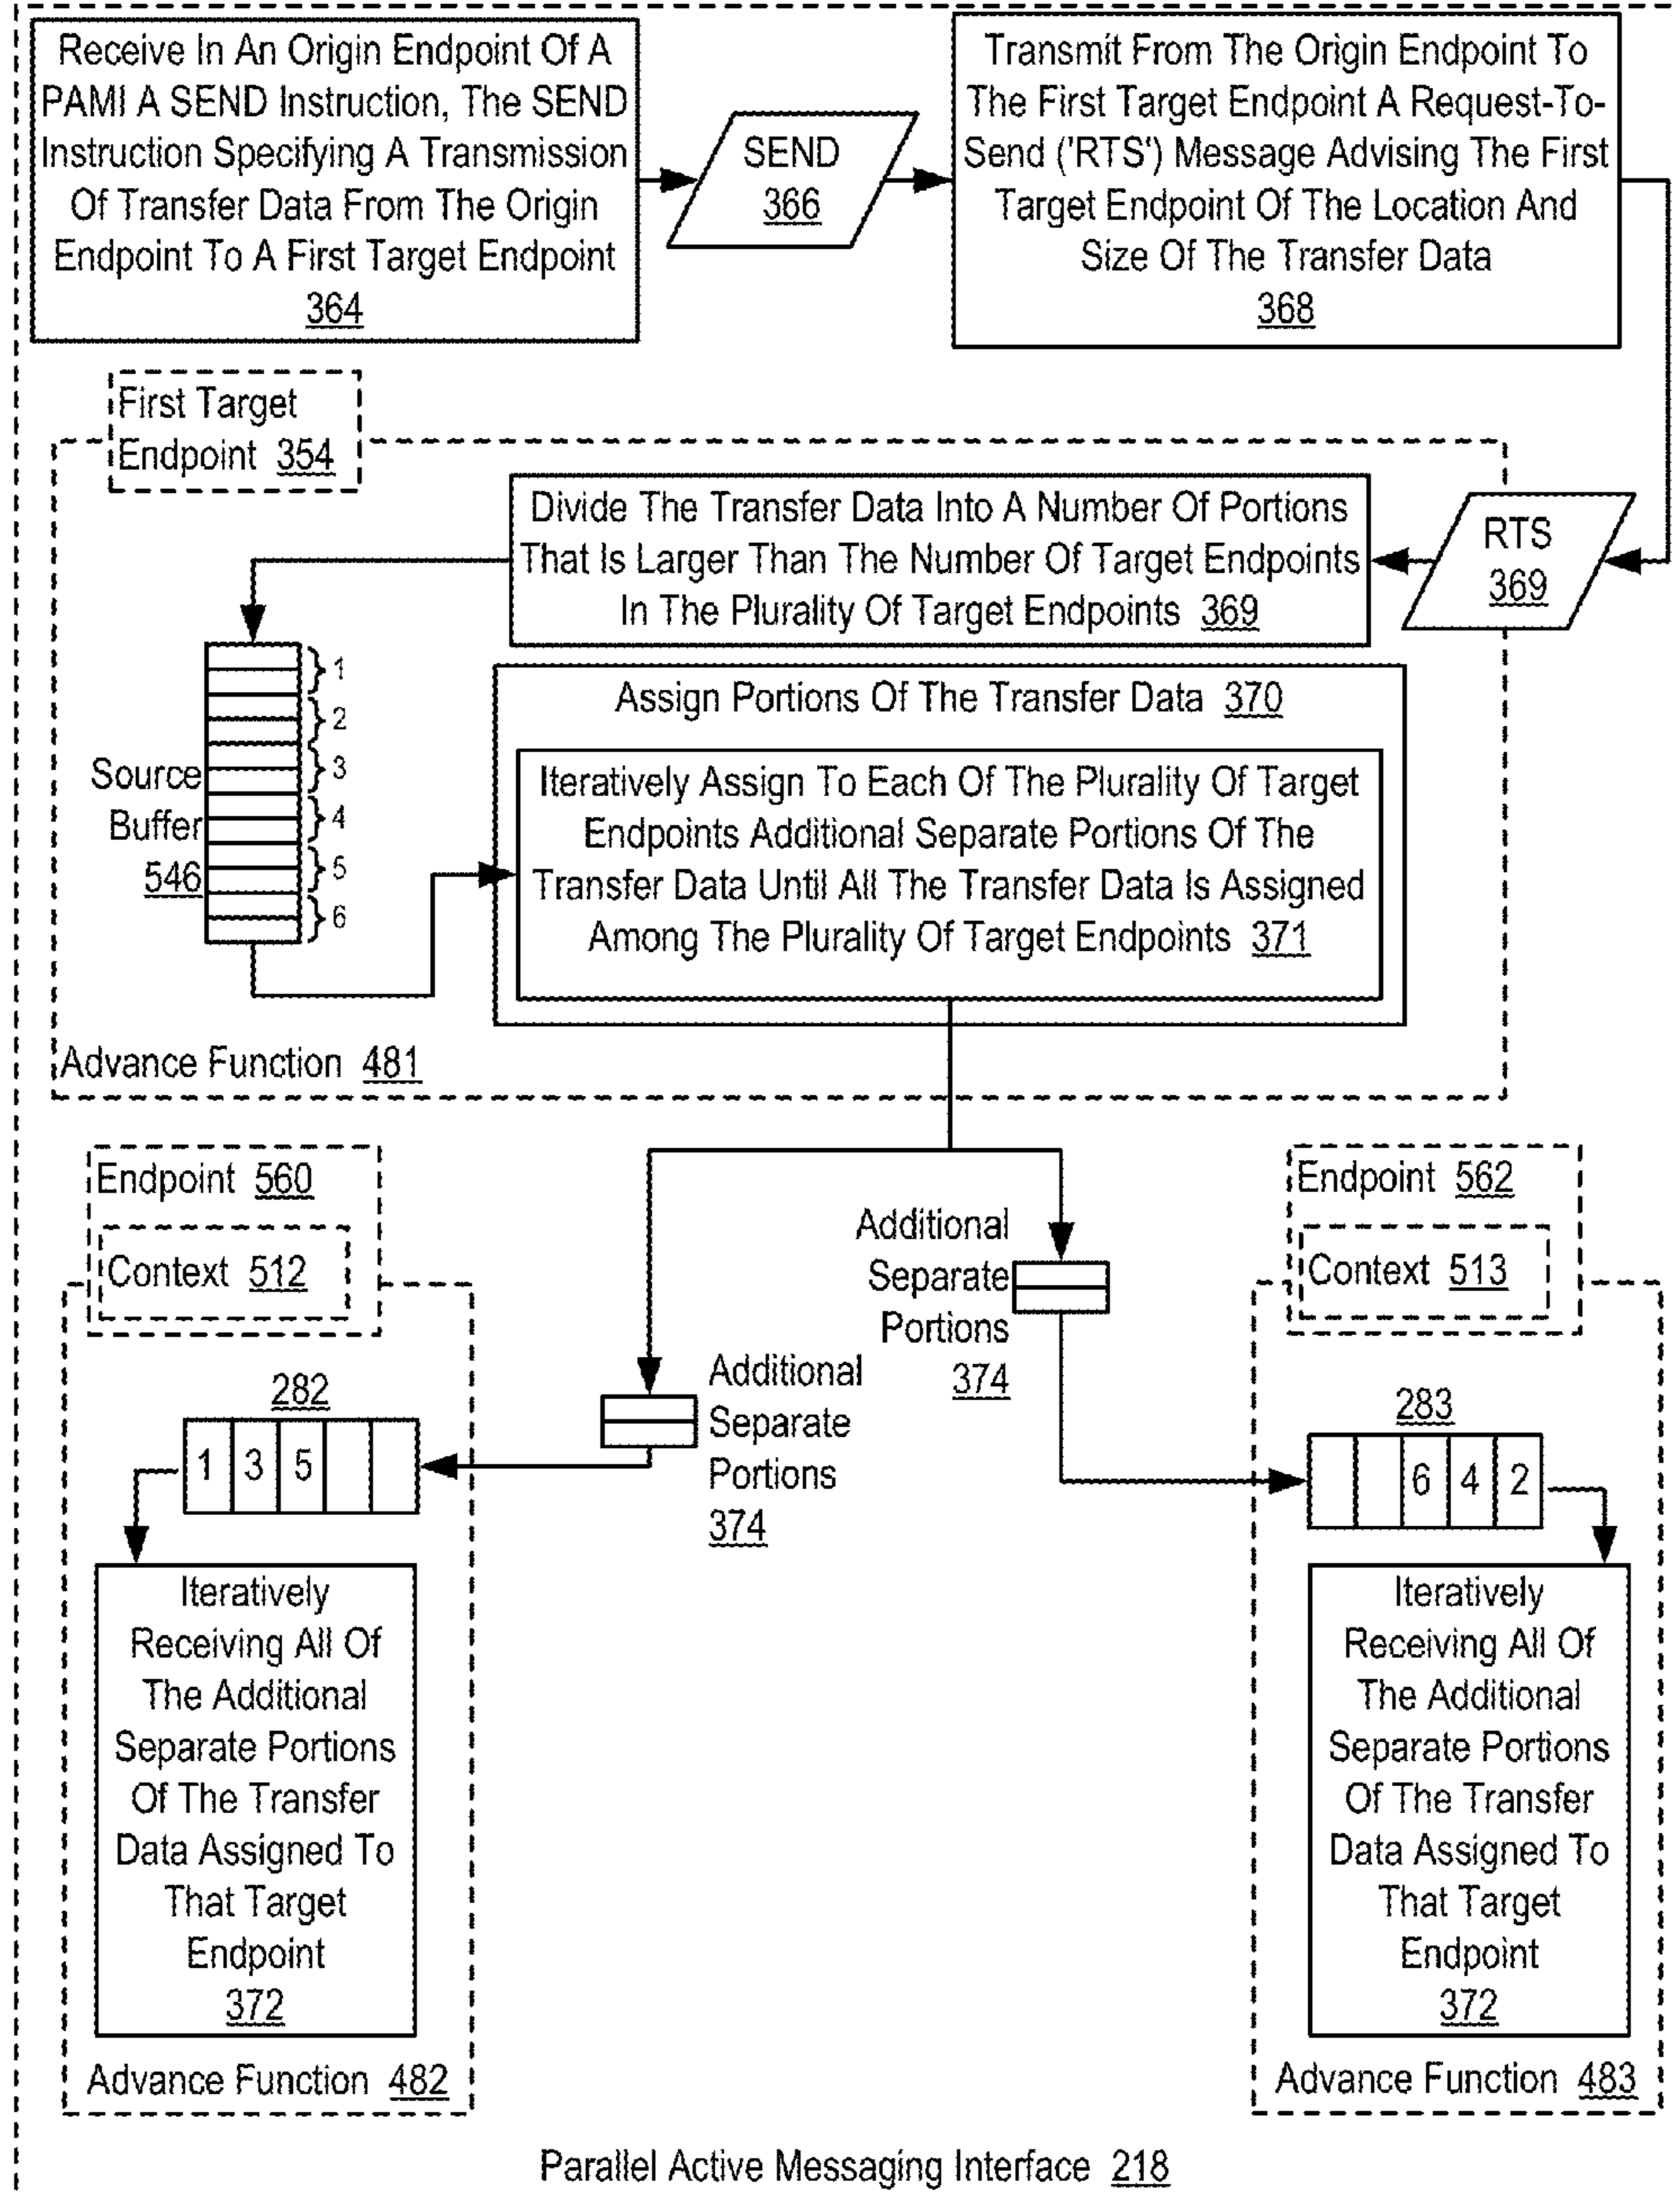 Receive In An Origin Endpoint Of A
PAMI A SEND Instruction, The SEND
Instruction Specifying A Transmission
Of Transfer Data From The Origin
Endpoint To A First Target Endpoint
364
SEND
366
Transmit From The Origin Endpoint To
The First Target Endpoint A Request-To-
Send ('RTS') Message Advising The First
Target Endpoint Of The Location And
Size Of The Transfer Data
368
First Target
Endpoint 354
Divide The Transfer Data Into A Number Of Portions
That Is Larger Than The Number Of Target Endpoints
In The Plurality Of Target Endpoints 369
RTS
369
1
2
3
4
5
6
Source
Buffer
546
Assign Portions Of The Transfer Data 370
Iteratively Assign To Each Of The Plurality Of Target
Endpoints Additional Separate Portions Of The
Transfer Data Until All The Transfer Data Is Assigned
Among The Plurality Of Target Endpoints 371
Advance Function 481
Endpoint 560
Context 512
Additional
Separate
Portions
374
Endpoint 562
Context 513
282
1 3 5
Additional
Separate
Portions
374
283
6 4 2
Iteratively
Receiving All Of
The Additional
Separate Portions
Of The Transfer
Data Assigned To
That Target
Endpoint
372
Advance Function 482
Iteratively
Receiving All Of
The Additional
Separate Portions
Of The Transfer
Data Assigned To
That Target
Endpoint
372
Advance Function 483
Parallel Active Messaging Interface 218